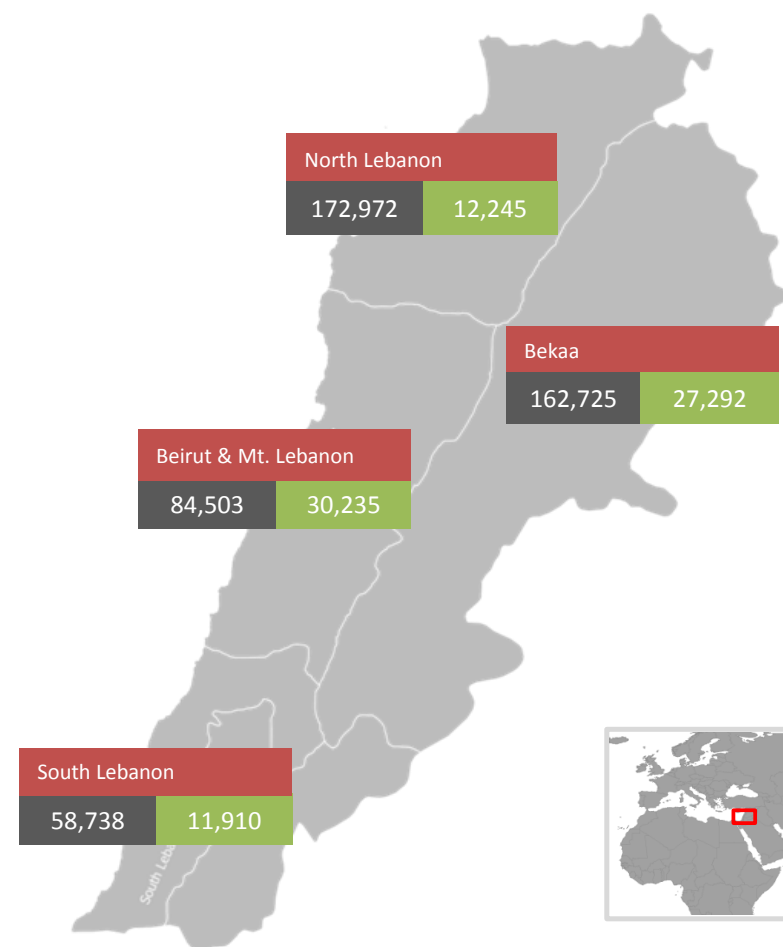 North Lebanon
172,972 12,245
Bekaa
162,725 27,292
Beirut & Mt. Lebanon
84,503 30,235
South Lebanon
58,738 11,910
South